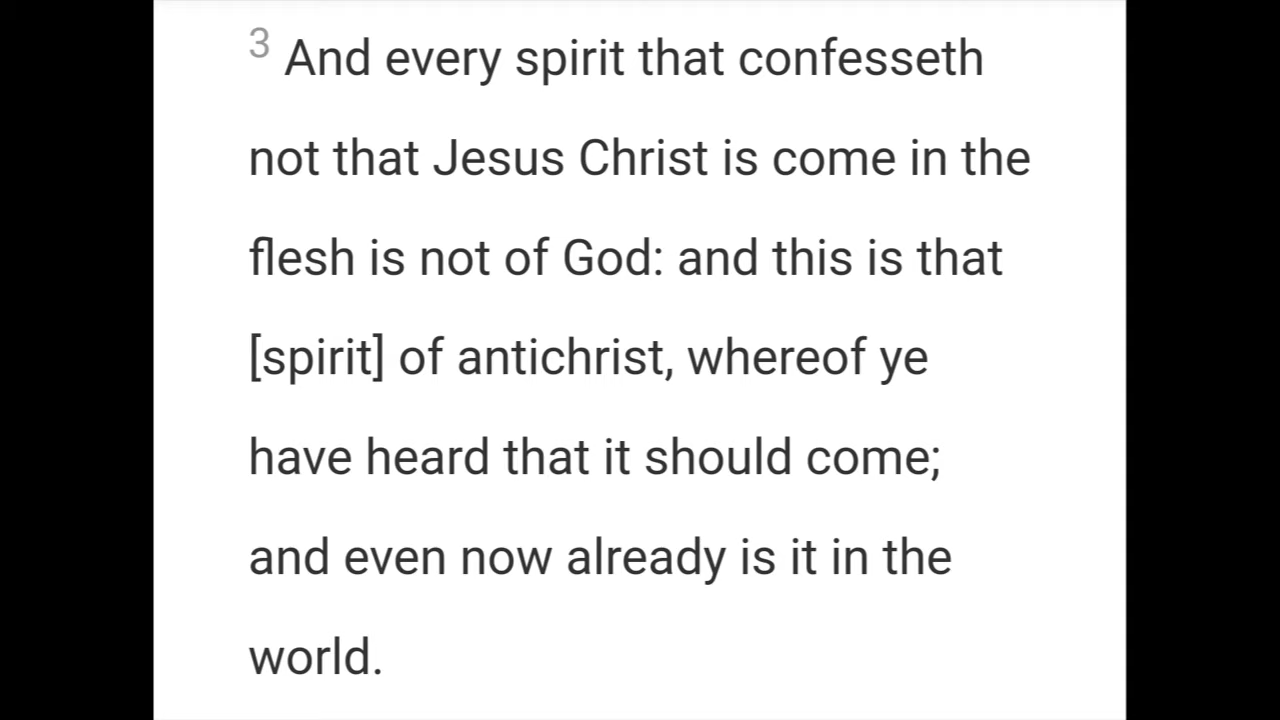 3 And every spirit that confesseth
not that Jesus Christ is come in the
flesh is not of God: and this is that
[spirit] of antichrist, whereof ye
have heard that it should come;
and even now already is it in the
world.